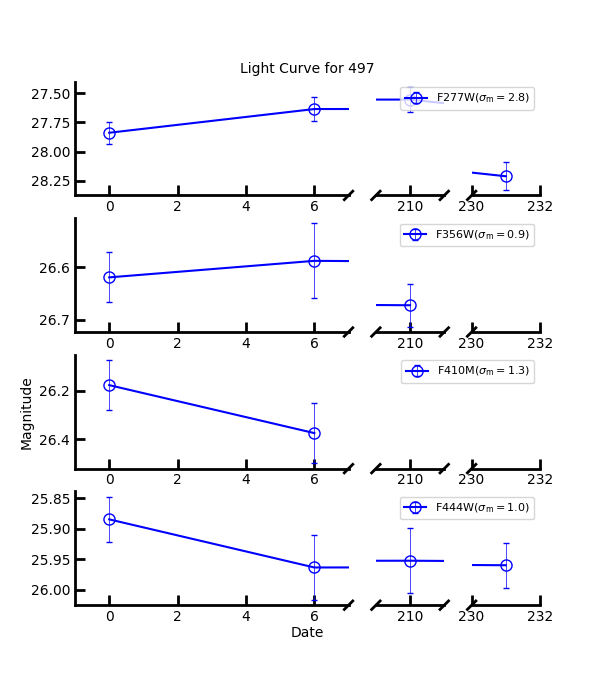 Light Curve for 497
27.50
27.75
28.00
28.25
F277W(σm = 2.8)
0 2 4 6 210 230 232
26.6
26.7
F356W(σm = 0.9)
0 2 4 6 210 230 232
Magnitude
26.2
26.4
F410M(σm = 1.3)
0 2 4 6 210 230 232
25.85
25.90
25.95
26.00
F444W(σm = 1.0)
0 2 4 6 210 230 232
Date